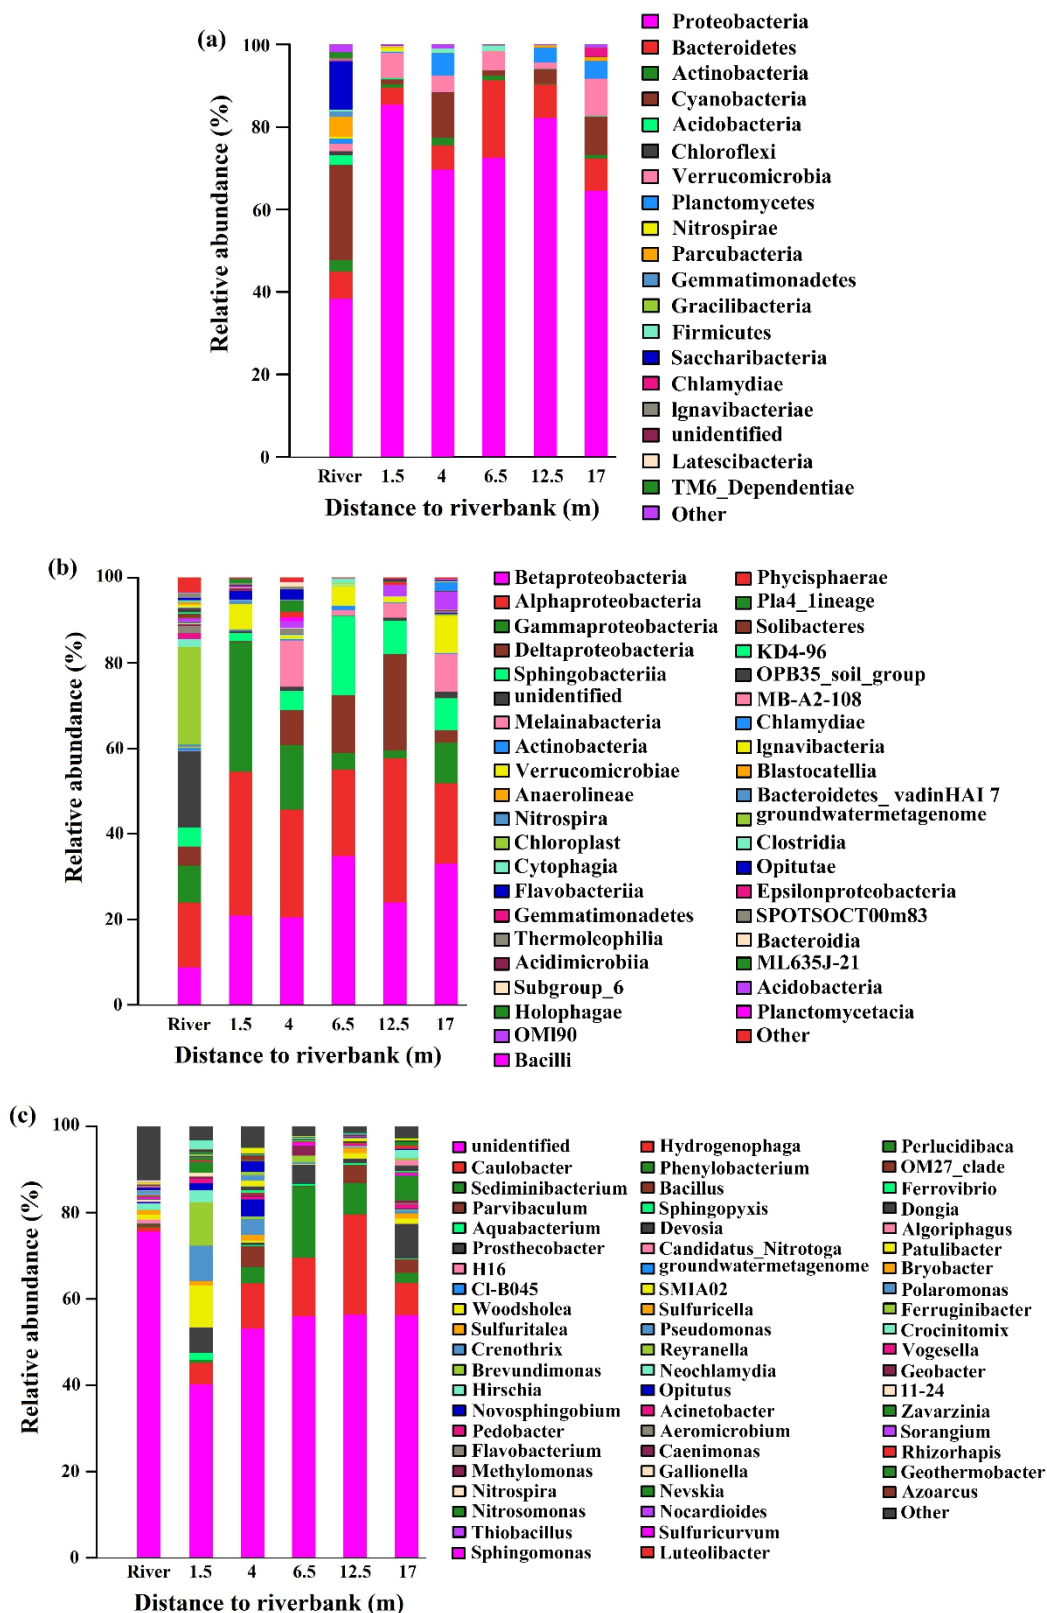 (a)
Relative abundance (%)
100
80
60
40
20
0
River 1.5 4 6.5 12.5 17
Distance to riverbank (m)
Proteobacteria
Bacteroidetes
Actinobacteria
Cyanobacteria
Acidobacteria
Chloroflexi
Verrucomicrobia
Planctomycetes
Nitrospirae
Parcubacteria
Gemmatimonadetes
Gracilibacteria
Firmicutes
Saccharibacteria
Chlamydiae
lgnavibacteriae
unidentified
Latescibacteria
TM6_Dependentiae
Other
(b)
Relative abundance (%)
100
80
60
40
20
0
River 1.5 4 6.5 12.5 17
Distance to riverbank (m)
Betaproteobacteria
Alphaproteobacteria
Gammaproteobacteria
Deltaproteobacteria
Sphingobacteriia
unidentified
Melainabacteria
Actinobacteria
Verrucomicrobiae
Anaerolineae
Nitrospira
Chloroplast
Cytophagia
Flavobacteriia
Gemmatimonadetes
Thermoleophilia
Acidimicrobiia
Subgroup_6
Holophagae
OMl90
Bacilli
Phycisphaerae
Pla4_1ineage
Solibacteres
KD4-96
OPB35_soil_group
MB-A2-108
Chlamydiae
lgnavibacteria
Blastocatellia
Bacteroidetes_ vadinHAI 7
groundwatermetagenome
Clostridia
Opitutae
Epsilonproteobacteria
SPOTSOCT00m83
Bacteroidia
ML635J-21
Acidobacteria
Planctomycetacia
Other
(c)
Relative abundance (%)
100
80
60
40
20
0
River 1.5 4 6.5 12.5 17
Distance to riverbank (m)
unidentified
Caulobacter
Sediminibacterium
Parvibaculum
Aquabacterium
Prosthecobacter
H16
Cl-B045
Woodsholea
Sulfuritalea
Crenothrix
Brevundimonas
Hirschia
Novosphingobium
Pedobacter
Flavobacterium
Methylomonas
Nitrospira
Nitrosomonas
Thiobacillus
Sphingomonas
Hydrogenophaga
Phenylobacterium
Bacillus
Sphingopyxis
Devosia
Candidatus_Nitrotoga
groundwatermetagenome
SMIA02
Sulfuricella
Pseudomonas
Reyranella
Neochlamydia
Opitutus
Acinetobacter
Aeromicrobium
Caenimonas
Gallionella
Nevskia
Nocardioides
Sulfuricurvum
Luteolibacter
Perlucidibaca
OM27_clade
Ferrovibrio
Dongia
Algoriphagus
Patulibacter
Bryobacter
Polaromonas
Ferruginibacter
Crocinitomix
Vogesella
Geobacter
11-24
Zavarzinia
Sorangium
Rhizorhapis
Geothermobacter
Azoarcus
Other